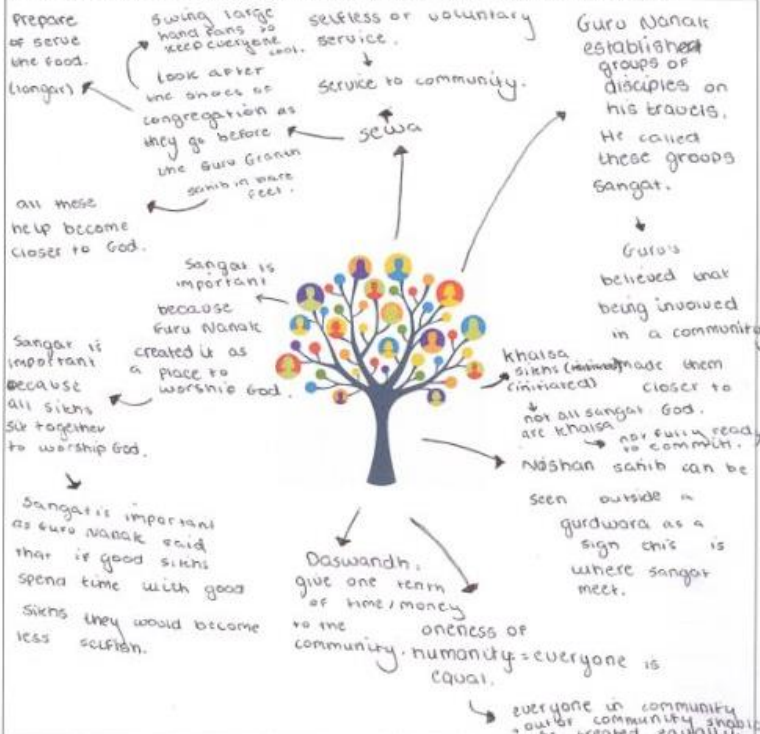 Prepare
of serve
the food.
(langar)
swing large
hand fans to
keep everyone
cool.
look after
the shoes of
congregation as
they go before
the Guru Granth
sahib in bare
feet.
all these
help become
closer to God.
selfless or voluntary
service.
service to community.
sewa
Guru Nanak
established
groups of
disciples on
his travels.
He called
these groups
sangat.
Guru's
believed that
being involved
in a community
made them
closer to
God.
khalsa
sikhs
(initiated)
not all sangat
are khalsa
not fully ready
to commit.
Nishan sahib can be
seen outside a
gurdwara as a
sign this is
where sangat
meet.
Sangat is
important
because
Guru Nanak
created it as
a place to
worship God.
Sangat is
important
because
all sikhs
sit together
to worship God.
Sangat is important
as Guru Nanak said
that if good sikhs
spend time with good
sikhs they would become
less selfish.
Daswandh,
give one tenth
of time/money
to the
community.
oneness of
humanity = everyone is
equal.
everyone in community
outer community should
be treated equally